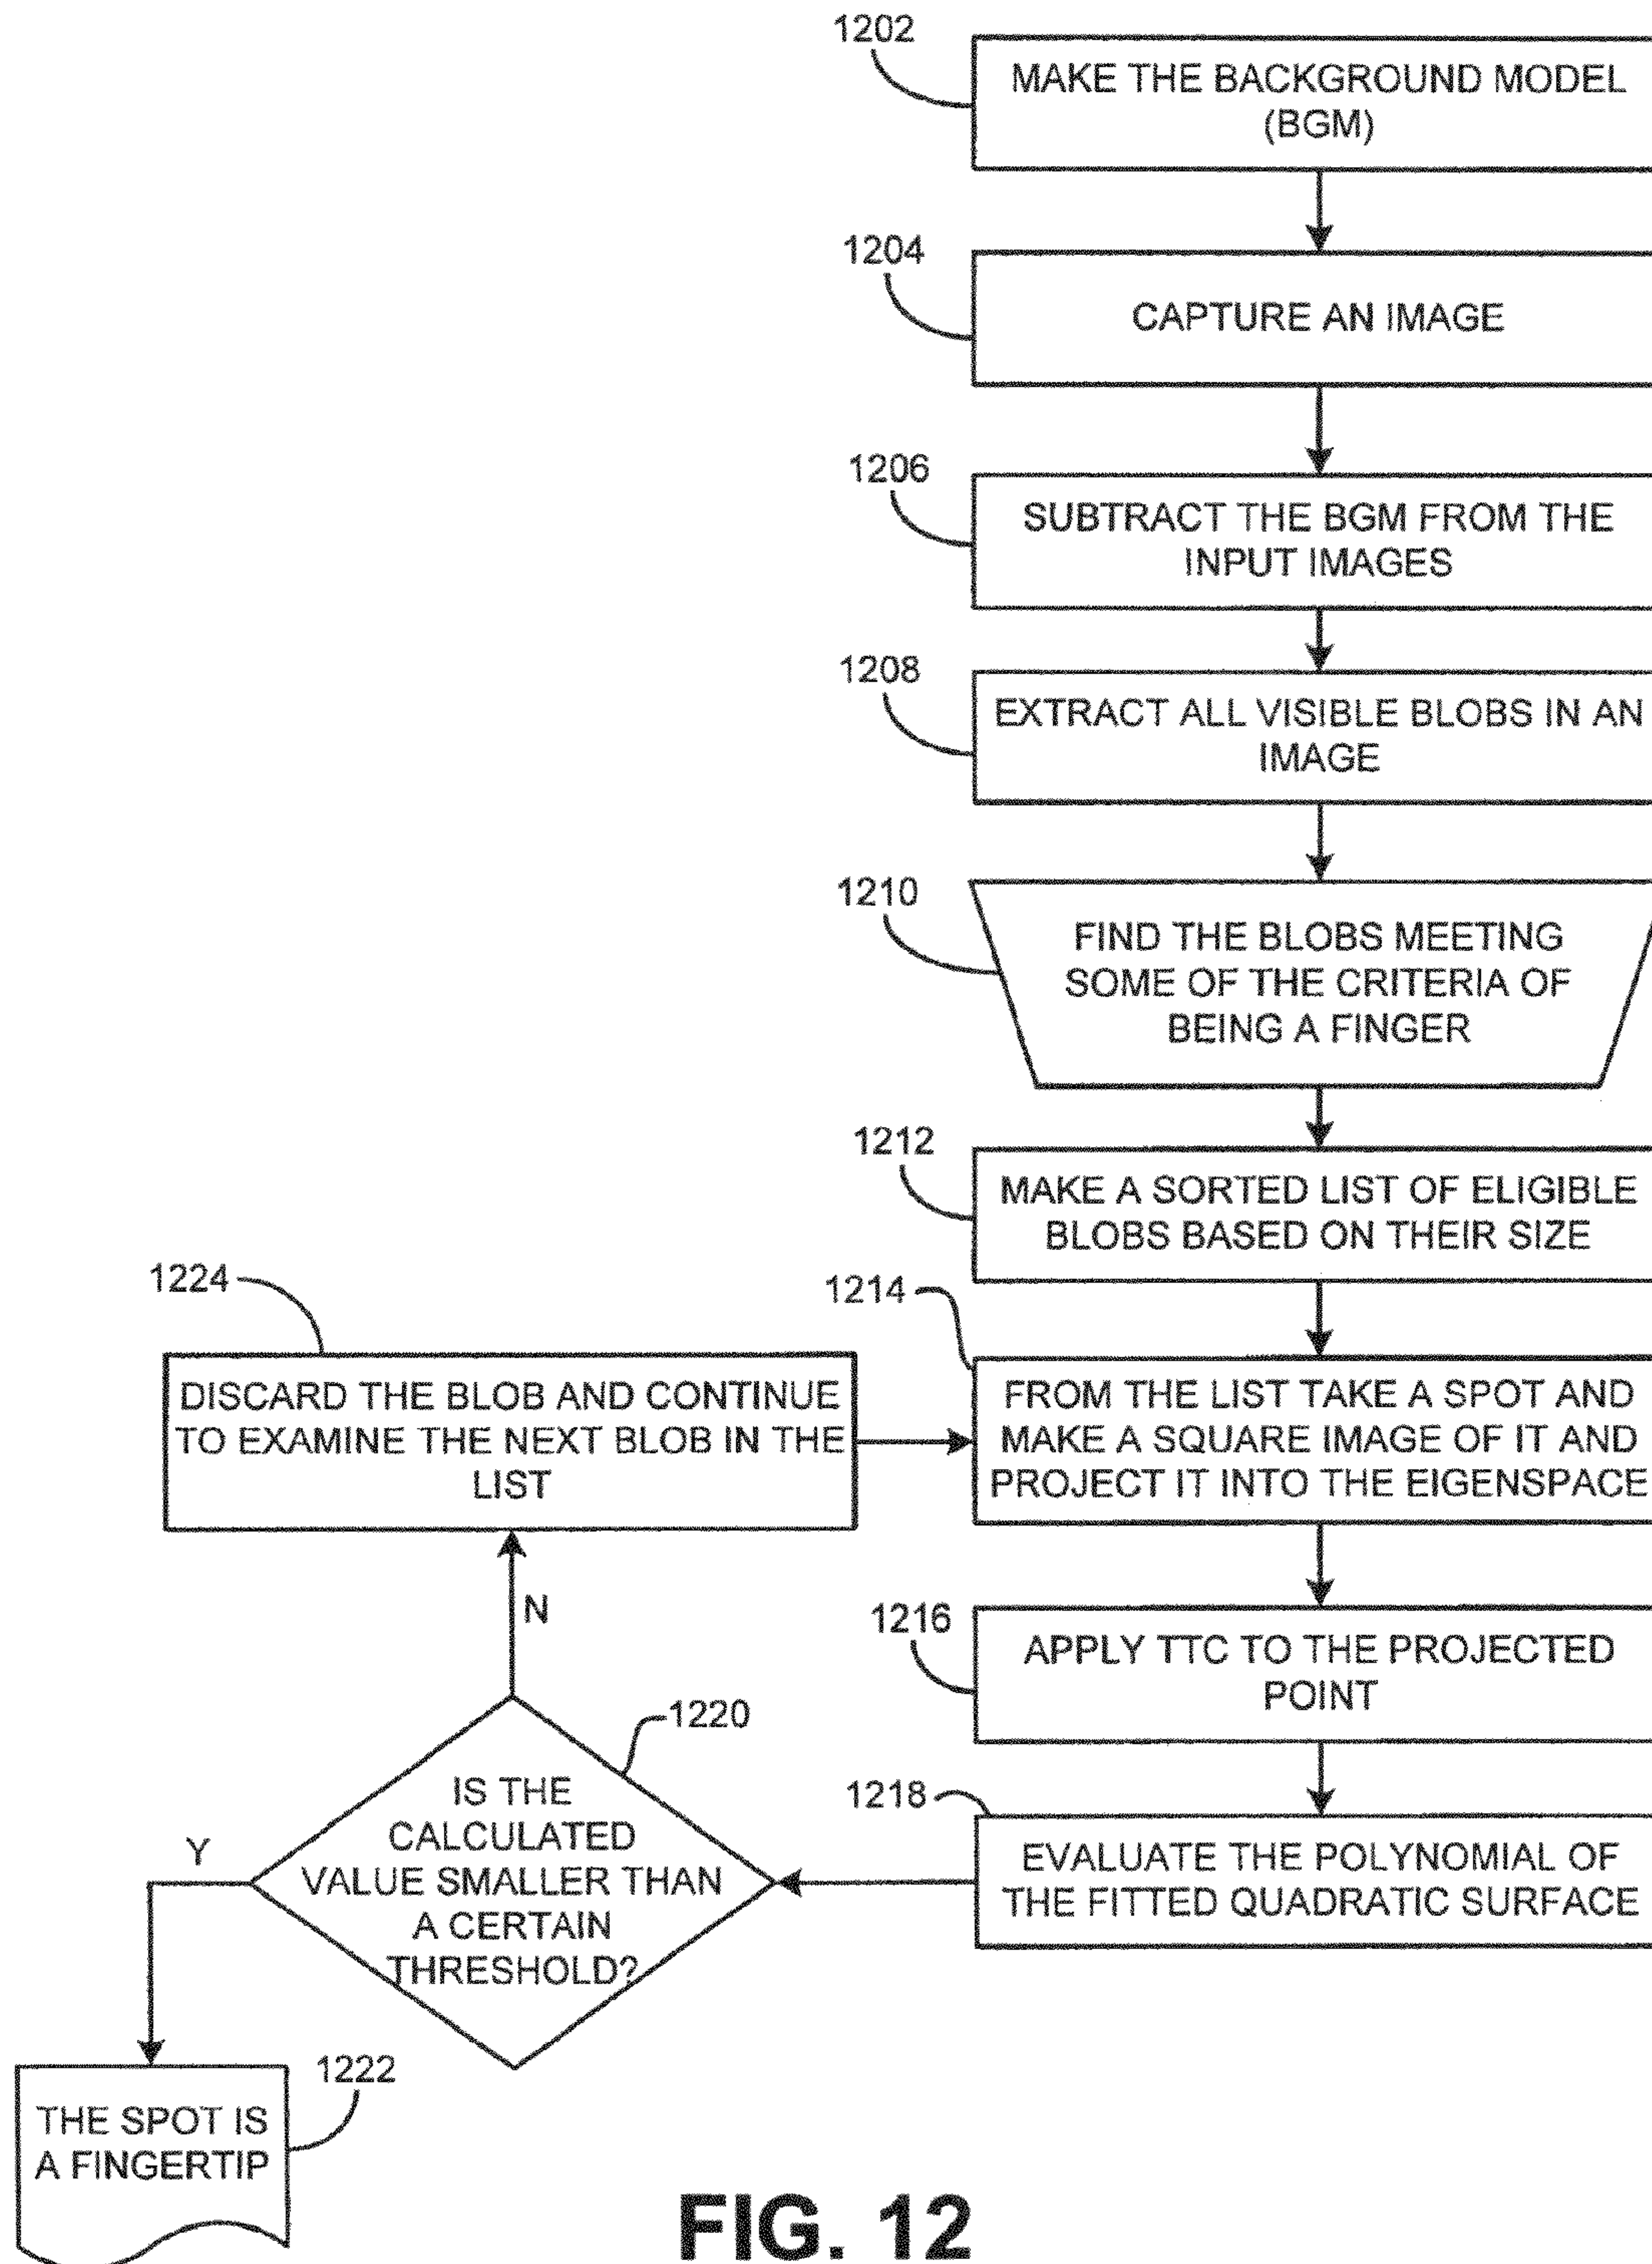 1202
MAKE THE BACKGROUND MODEL
(BGM)
1204
CAPTURE AN IMAGE
1206
SUBTRACT THE BGM FROM THE
INPUT IMAGES
1208
EXTRACT ALL VISIBLE BLOBS IN AN
IMAGE
1210
FIND THE BLOBS MEETING
SOME OF THE CRITERIA OF
BEING A FINGER
1212
MAKE A SORTED LIST OF ELIGIBLE
BLOBS BASED ON THEIR SIZE
1214
FROM THE LIST TAKE A SPOT AND
MAKE A SQUARE IMAGE OF IT AND
PROJECT IT INTO THE EIGENSPACE
1216
APPLY TTC TO THE PROJECTED
POINT
1218
EVALUATE THE POLYNOMIAL OF
THE FITTED QUADRATIC SURFACE
1220
IS THE
CALCULATED
VALUE SMALLER THAN
A CERTAIN
THRESHOLD?
N
1224
DISCARD THE BLOB AND CONTINUE
TO EXAMINE THE NEXT BLOB IN THE
LIST
Y
1222
THE SPOT IS
A FINGERTIP
FIG. 12